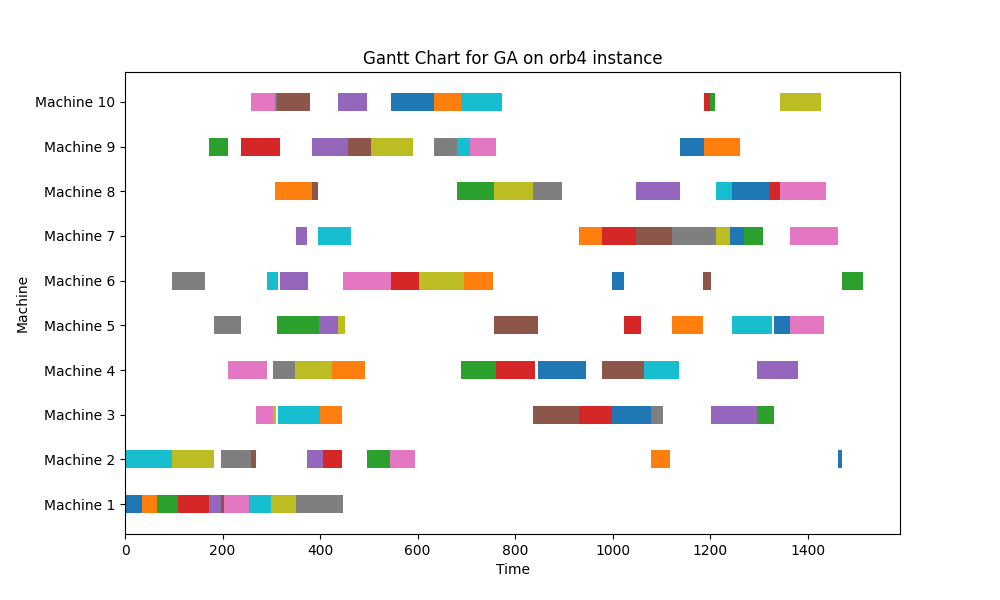 Gantt Chart for GA on orb4 instance
Machine 10
Machine 9
Machine 8
Machine 7
Machine 6
Machine 5
Machine 4
Machine 3
Machine 2
Machine 1
Machine
0 200 400 600 800 1000 1200 1400
Time